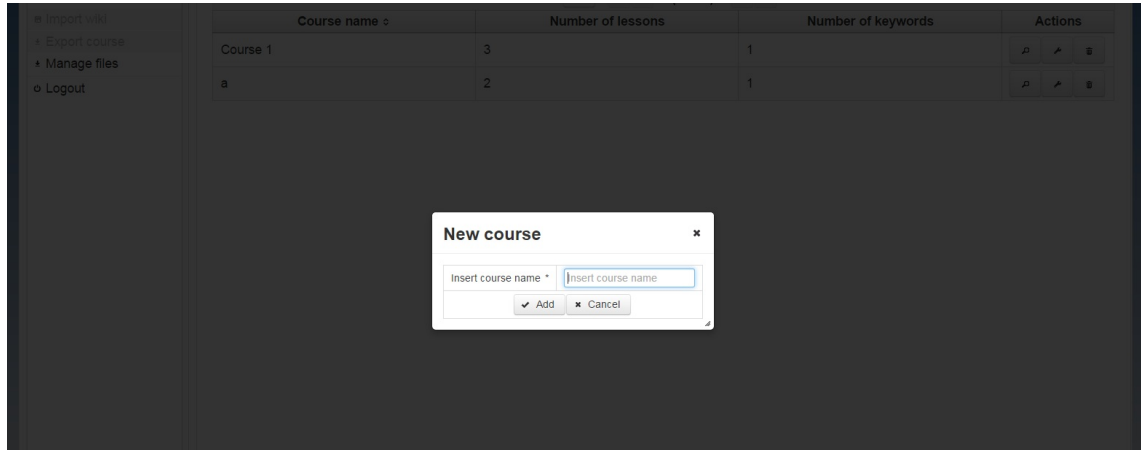 Import wiki
Export course
Manage files
Logout
Course name Number of lessons Number of keywords Actions
Course 1 3 1
a 2 1
New course
Insert course name * Insert course name
Add Cancel